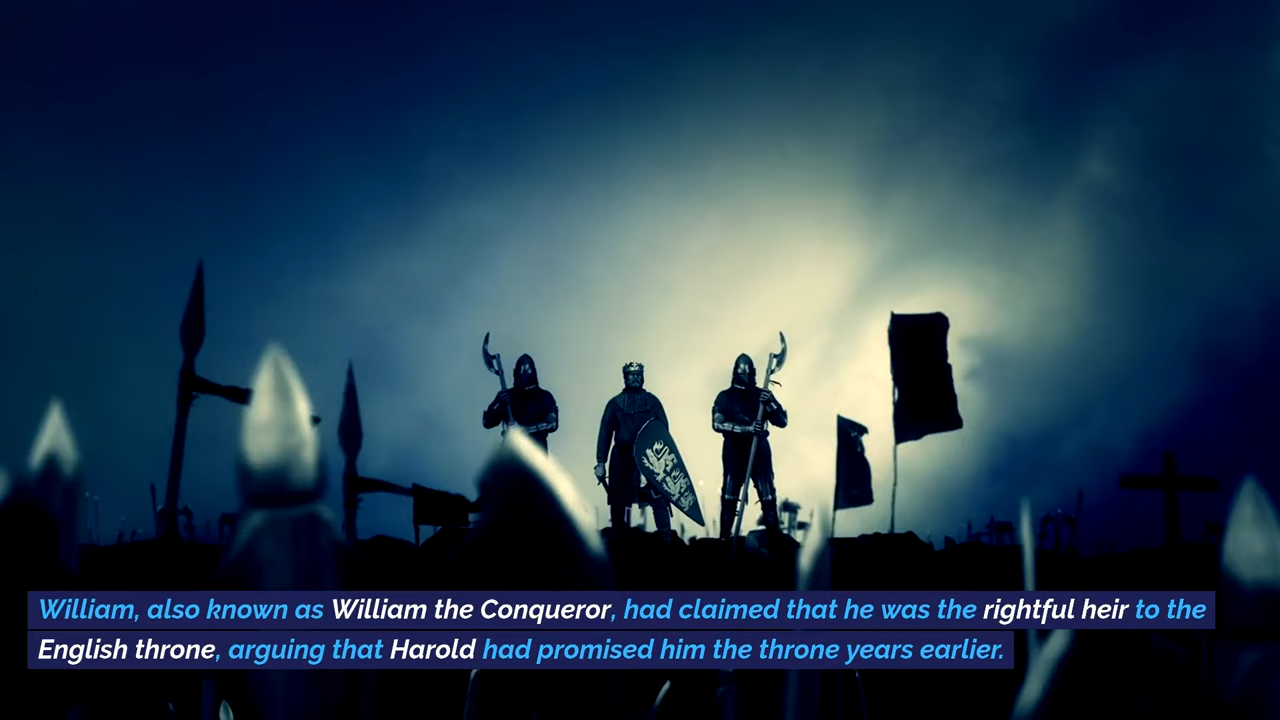 William, also known as William the Conqueror, had claimed that he was the rightful heir to the
English throne, arguing that Harold had promised him the throne years earlier.